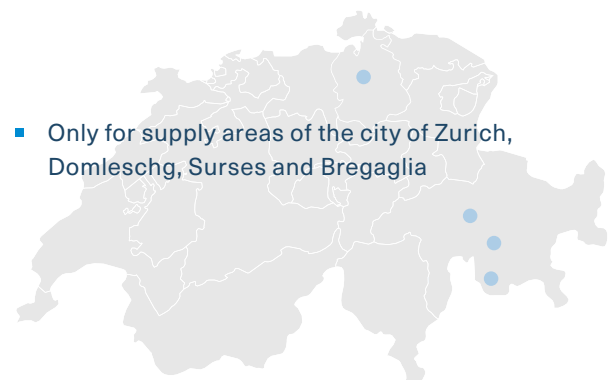 Only for supply areas of the city of Zurich,
Domleschg, Surses and Bregaglia